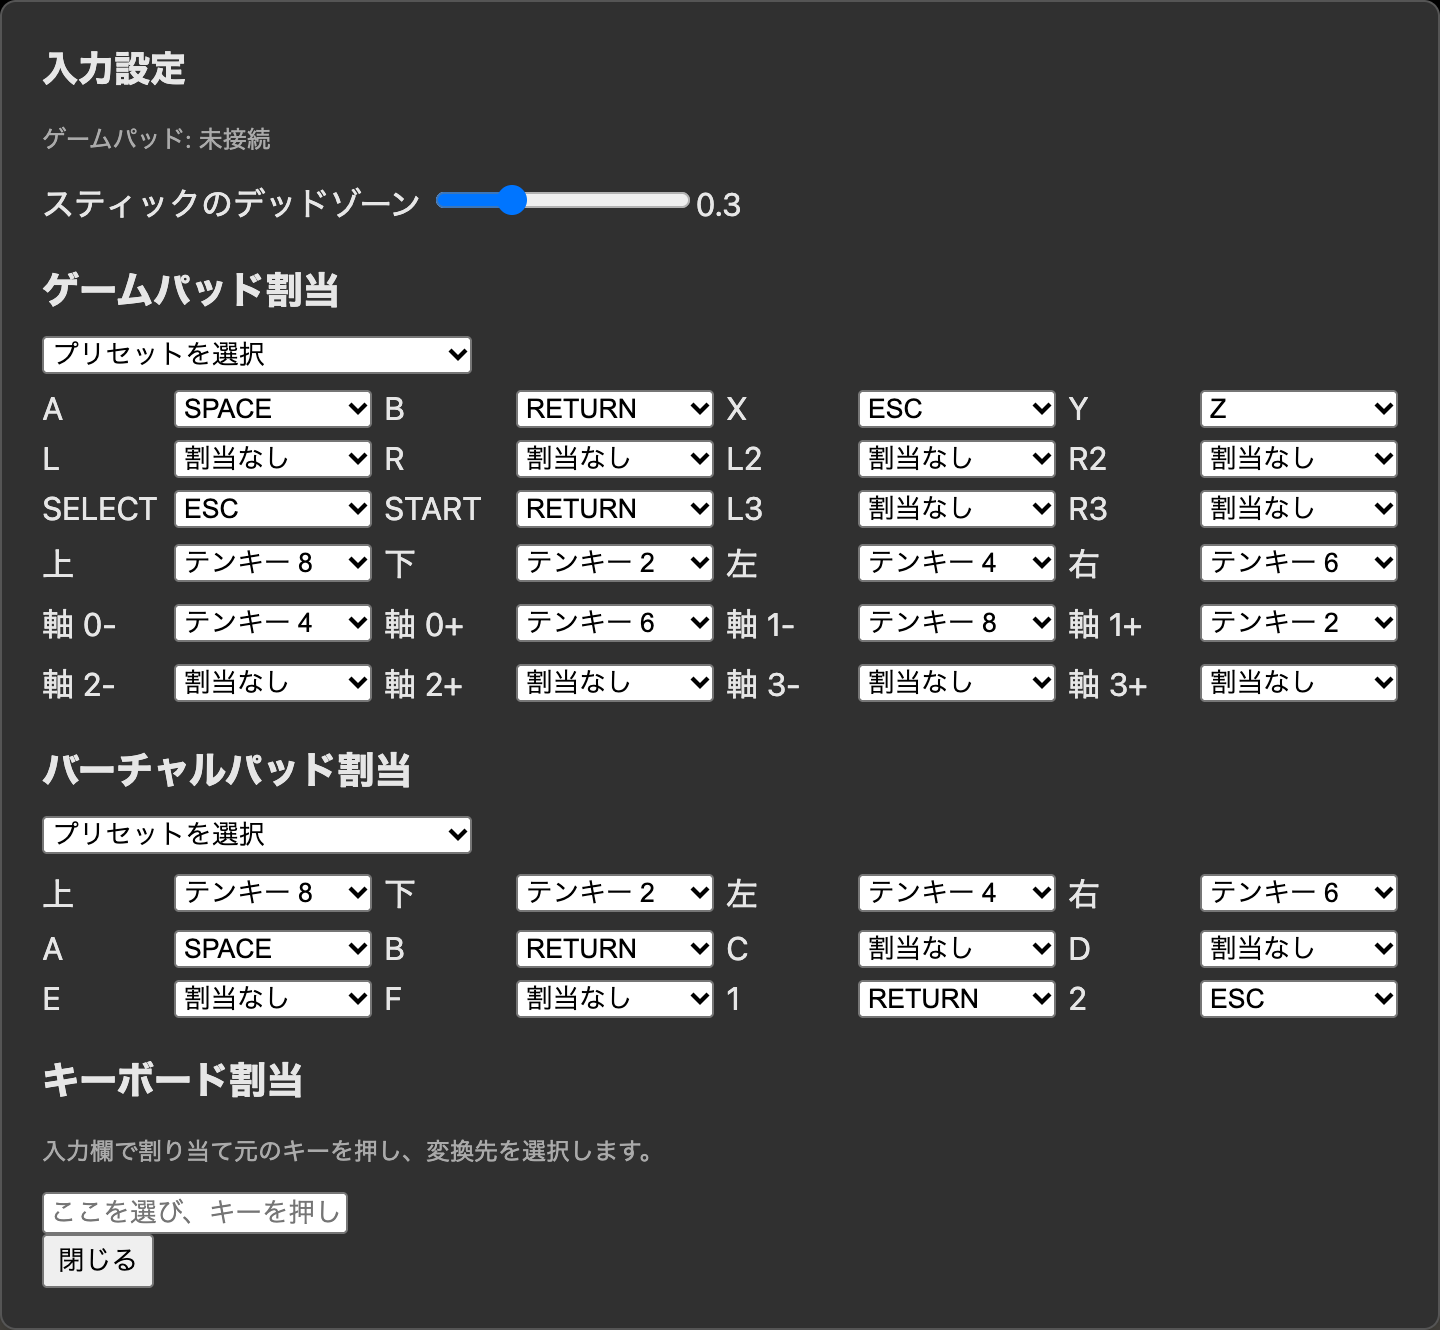 入力設定
ゲームパッド: 未接続
スティックのデッドゾーン 0.3
ゲームパッド割当
プリセットを選択
A SPACE B RETURN X ESC Y Z
L 割当なし R 割当なし L2 割当なし R2 割当なし
SELECT ESC START RETURN L3 割当なし R3 割当なし
上 テンキー 8 下 テンキー 2 左 テンキー 4 右 テンキー 6
軸 0- テンキー 4 軸 0+ テンキー 6 軸 1- テンキー 8 軸 1+ テンキー 2
軸 2- 割当なし 軸 2+ 割当なし 軸 3- 割当なし 軸 3+ 割当なし
バーチャルパッド割当
プリセットを選択
上 テンキー 8 下 テンキー 2 左 テンキー 4 右 テンキー 6
A SPACE B RETURN C 割当なし D 割当なし
E 割当なし F 割当なし 1 RETURN 2 ESC
キーボード割当
入力欄で割り当て元のキーを押し、変換先を選択します。
ここを選び、キーを押し
閉じる